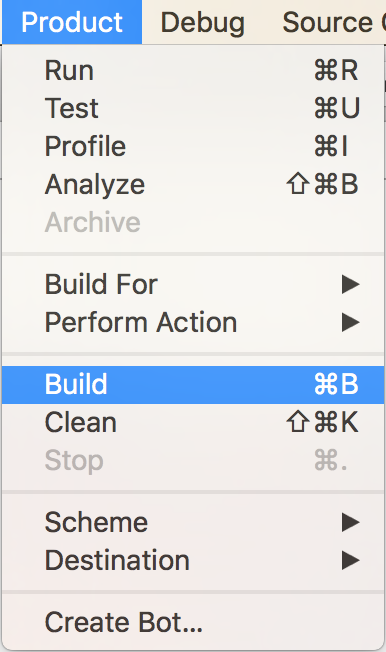 Product Debug Source
Run ⌘R
Test ⌘U
Profile ⌘I
Analyze ⇧⌘B
Archive
Build For ▶
Perform Action ▶
Build ⌘B
Clean ⇧⌘K
Stop ⌘.
Scheme ▶
Destination ▶
Create Bot...